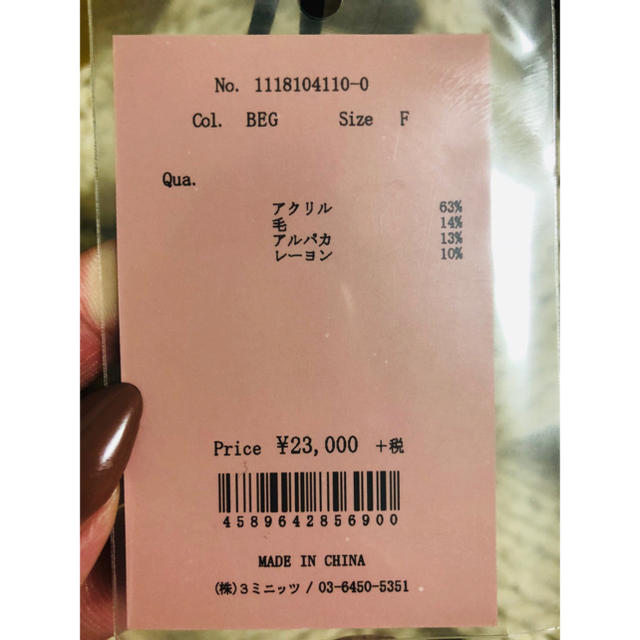 No. 1118104110-0
Col. BEG Size F
Qua.
アクリル 63%
毛 14%
アルパカ 13%
レーヨン 10%
Price ¥23,000 +税
4589642856900
MADE IN CHINA
(株)3ミニッツ / 03-6450-5351